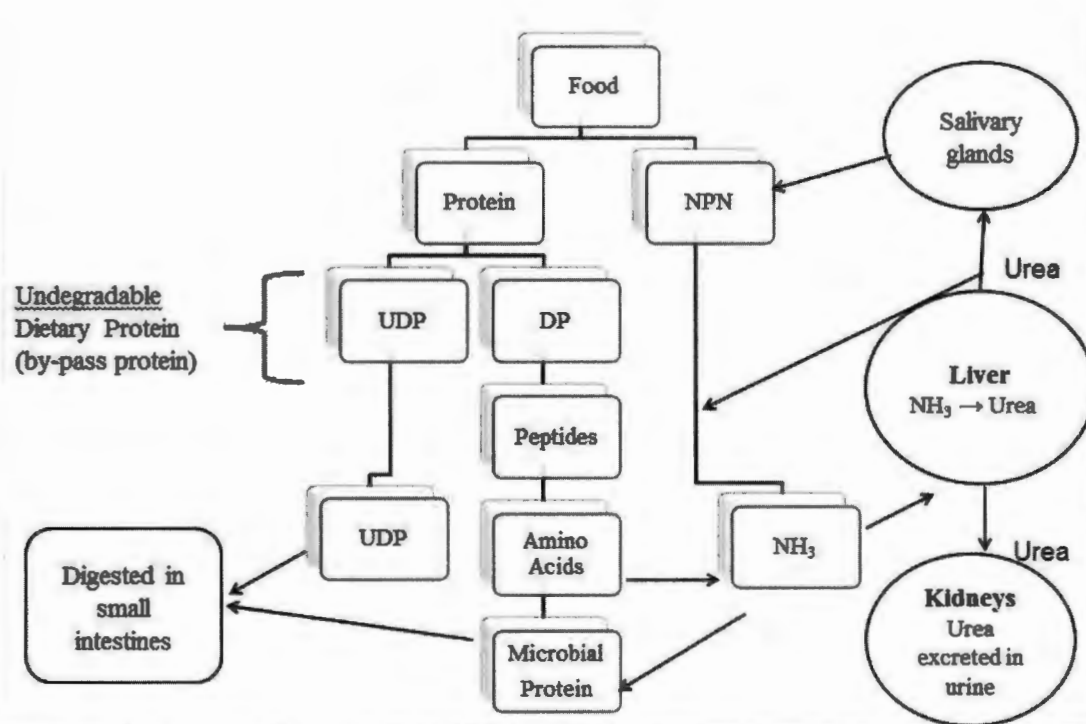 Food
Salivary
glands
Protein
NPN
Urea
Undegradable
Dietary Protein
(by-pass protein)
UDP
DP
Liver
NH₃ → Urea
Peptides
UDP
Amino
Acids
NH₃
Urea
Digested in
small
intestines
Microbial
Protein
Kidneys
Urea
excreted in
urine